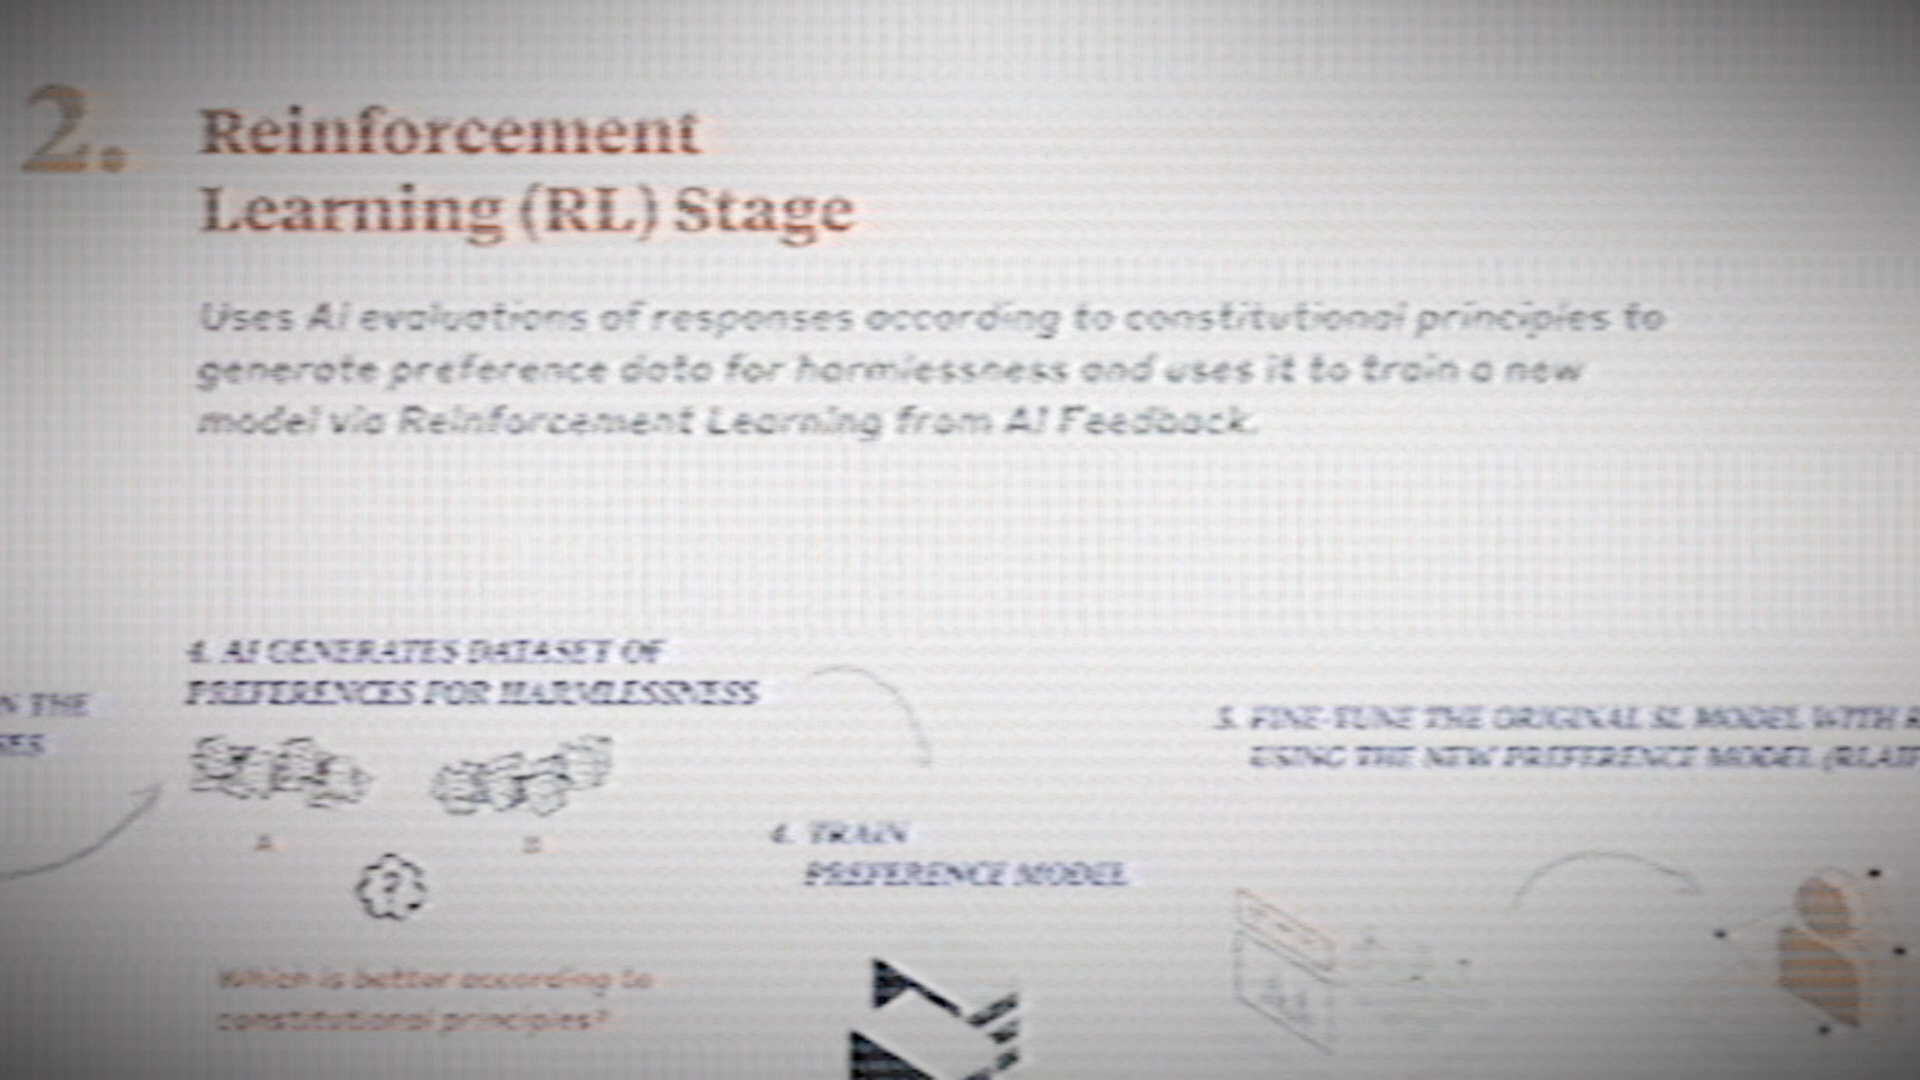 2. Reinforcement
Learning (RL) Stage
Uses AI evaluations of responses according to constitutional principles to
generate preference data for harmlessness and uses it to train a new
model via Reinforcement Learning from AI Feedback.
4. AI GENERATES DATASET OF
PREFERENCES FOR HARMLESSNESS
N THE
SES
5. FINE-TUNE THE ORIGINAL SL MODEL WITH R
USING THE NEW PREFERENCE MODEL (RLAIF
A
B
?
TRAIN
PREFERENCE MODEL
Which is better according to
constitutional principles?